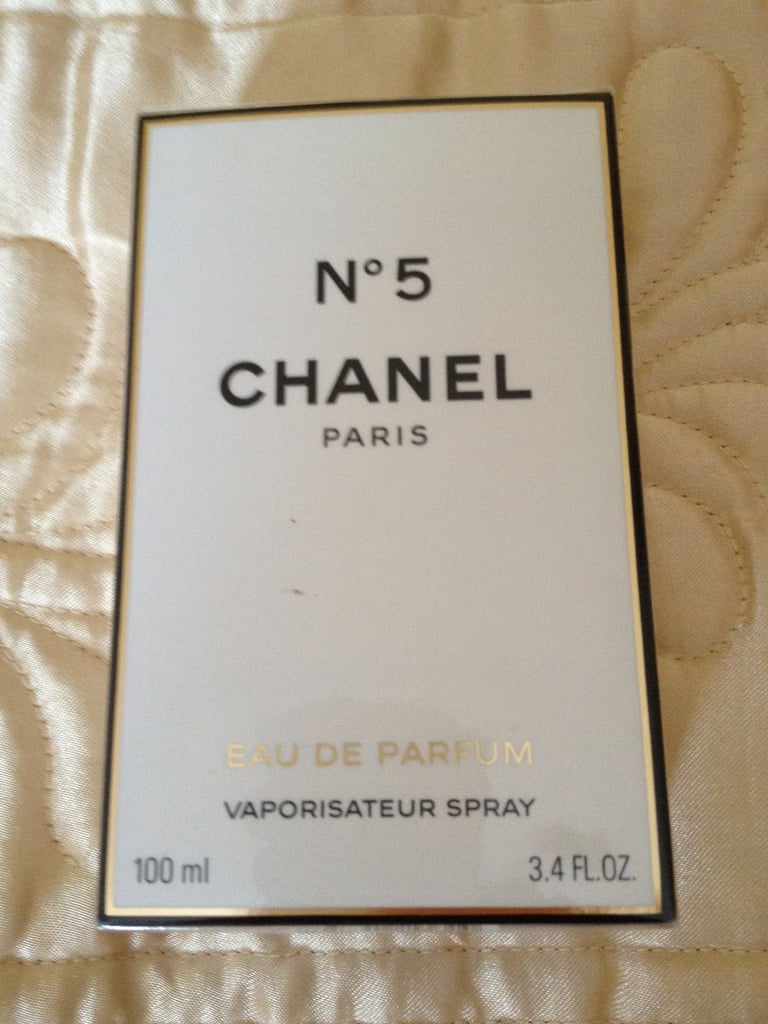 N°5
CHANEL
PARIS
EAU DE PARFUM
VAPORISATEUR SPRAY
100 ml 3.4 FL.OZ.